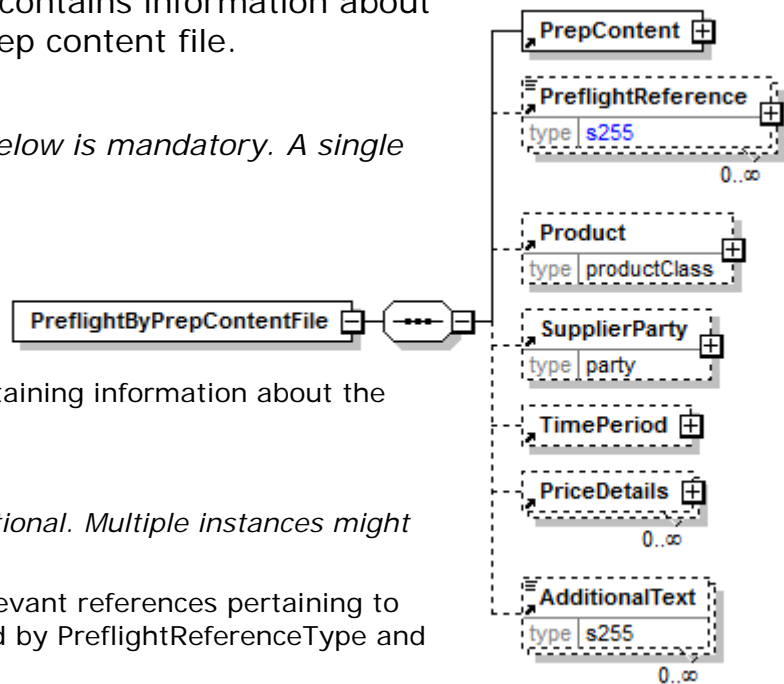 contains information about
ep content file.
elow is mandatory. A single
taining information about the
tional. Multiple instances might
evant references pertaining to
d by PreflightReferenceType and
PreflightByPrepContentFile
PrepContent
PreflightReference
type s255
0..∞
Product
type productClass
SupplierParty
type party
TimePeriod
PriceDetails
0..∞
AdditionalText
type s255
0..∞